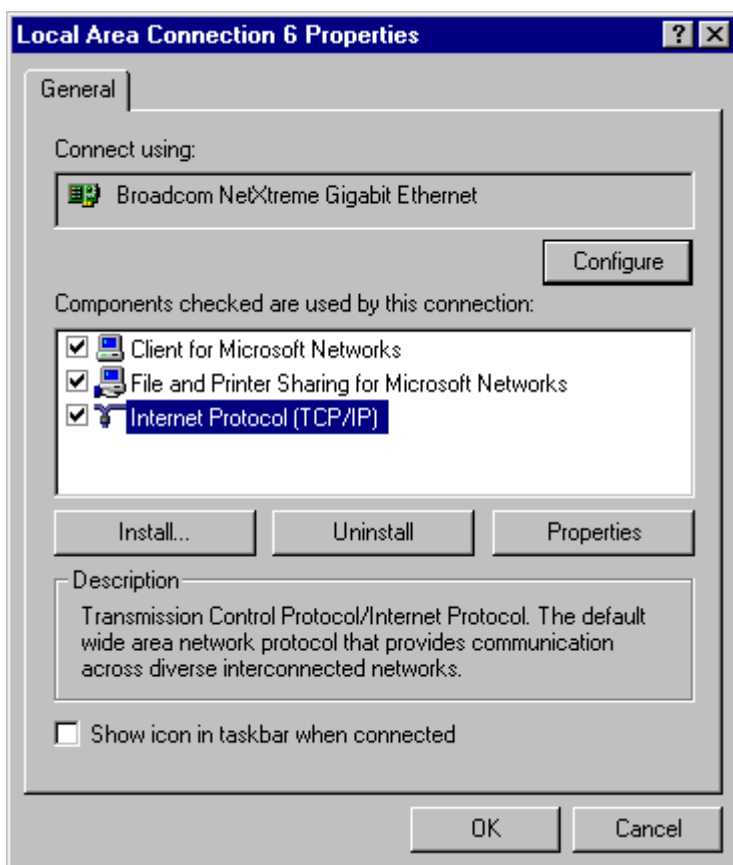 Local Area Connection 6 Properties
General
Connect using:
Broadcom NetXtreme Gigabit Ethernet
Configure
Components checked are used by this connection:
Client for Microsoft Networks
File and Printer Sharing for Microsoft Networks
Internet Protocol (TCP/IP)
Install... Uninstall Properties
Description
Transmission Control Protocol/Internet Protocol. The default
wide area network protocol that provides communication
across diverse interconnected networks.
Show icon in taskbar when connected
OK Cancel